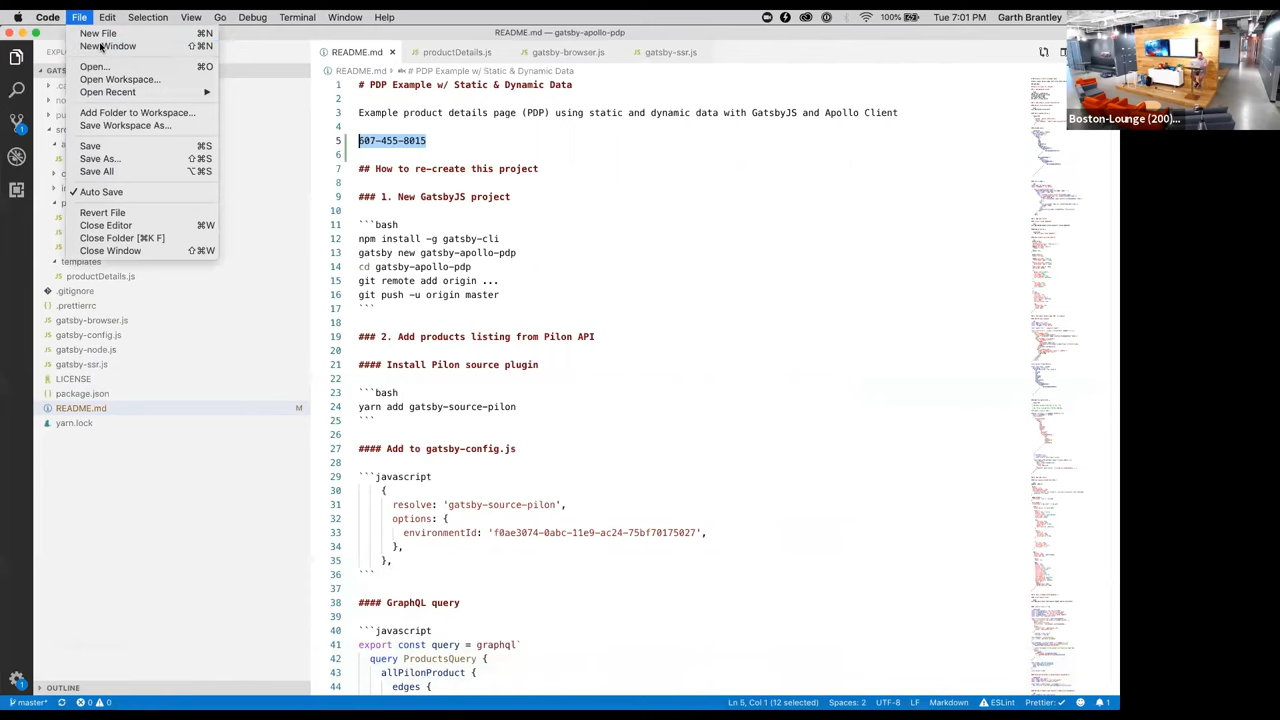 Code File Edit Selection View Go Debug Terminal Window Help 100% Tue 7:01 PM Garth Brantley
README.md — gatsby-apollo-pdp
New File ⌘N
New Window ⇧⌘N
Open... ⌘O
Open Workspace...
Open Recent
Add Folder to Workspace...
Save Workspace As...
Save ⌘S
Save As... ⇧⌘S
Save All
Auto Save
Revert File
Close Editor ⌘W
Close Folder [⌘K F]
Close Window ⇧⌘W
productDetails.js
.gitignore
.prettierrc
gatsby-browser.js
gatsby-config.js
gatsby-node.js
gatsby-ssr.js
LICENSE
package.json
README.md M
yarn.lock
OUTLINE
README.md productDetails.js gatsby-browser.js gatsby-ssr.js
README.md › # PDP Example w/ Static & Dynamic Data
1 # PDP Example w/ Static & Dynamic Data
Example product details page (PDP) using static and dynamic data with GatsbyJS and Apollo Client
607-455-8015
## How to recreate this project
### 1. New GatsbyJS project
10
11 ```bash
12 npm install -g gatsby-cli
13 gatsby new gatsby-apollo-pdp
14 cd gatsby-apollo-pdp
15 git remote add origin ...
16 git push -u origin master
17 ```
18
19 ### 2. Add products list from Pilon API
20
21 #### Install Pilon source plugin
22
23 ```bash
24 yarn add gatsby-source-pilon
25 ```
26
27 #### Add to gatsby-config.js
28
29 ```javascript
30 {
31 resolve: 'gatsby-source-pilon',
32 options: {
33 environmentId: 'f0ae3074-0abc-11e9-ac24-75bf70175027',
34 },
35 },
36 ```
37
38 #### GraphQL query
39
40 ```javascript
41 export const query = graphql`
42 query ProductsQuery {
43 allPilonProduct {
44 edges {
master* 0 0 Ln 5, Col 1 (12 selected) Spaces: 2 UTF-8 LF Markdown ESLint Prettier: ✓ 1
Boston-Lounge (200)...